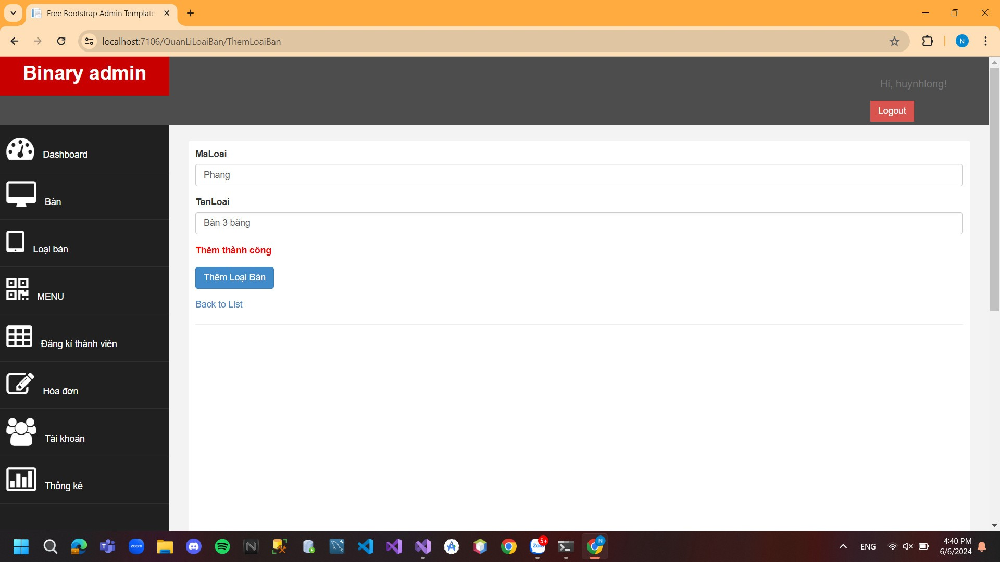 Free Bootstrap Admin Template
localhost:7106/QuanLiLoaiBan/ThemLoaiBan
N
Binary admin
Hi, huynhlong!
Logout
Dashboard
Bàn
Loại bàn
MENU
Đăng kí thành viên
Hóa đơn
Tài khoản
Thống kê
MaLoai
Phang
TenLoai
Bàn 3 băng
Thêm thành công
Thêm Loại Bàn
Back to List
zoom
Zalo
5+
N
ENG
4:40 PM
6/6/2024